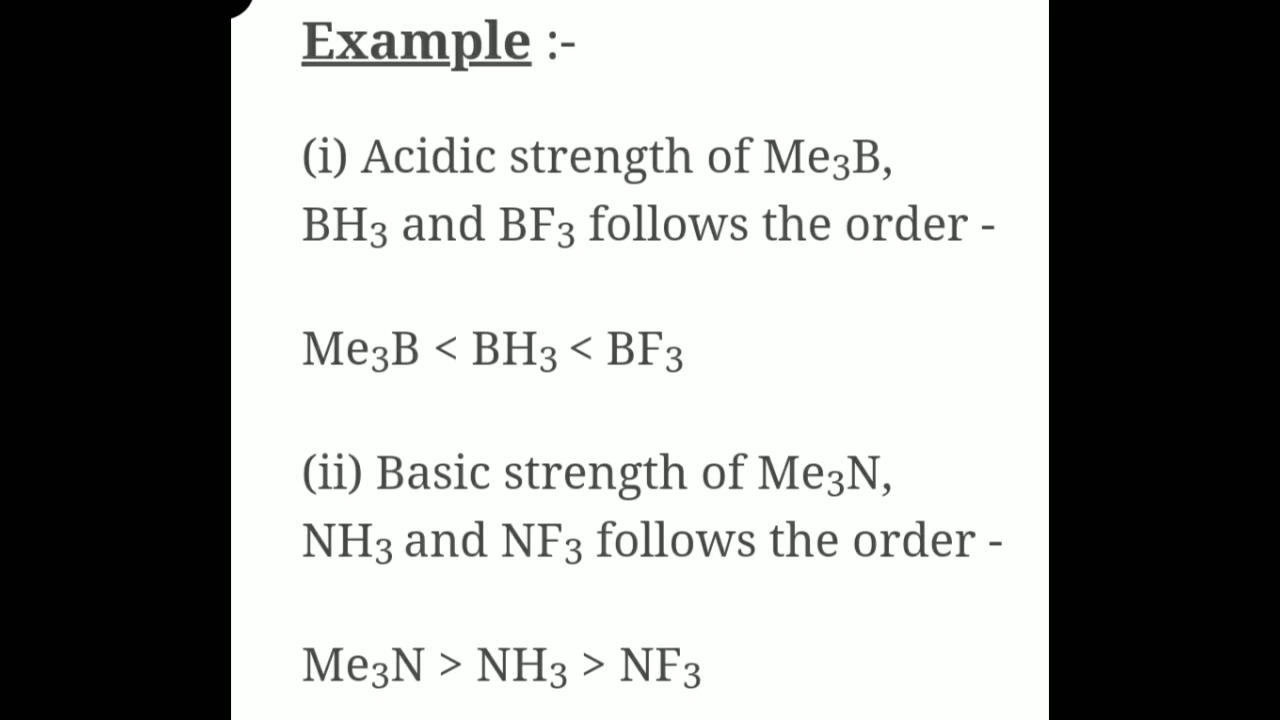 Example :-
(i) Acidic strength of Me₃B,
BH₃ and BF₃ follows the order -
Me₃B < BH₃ < BF₃
(ii) Basic strength of Me₃N,
NH₃ and NF₃ follows the order -
Me₃N > NH₃ > NF₃